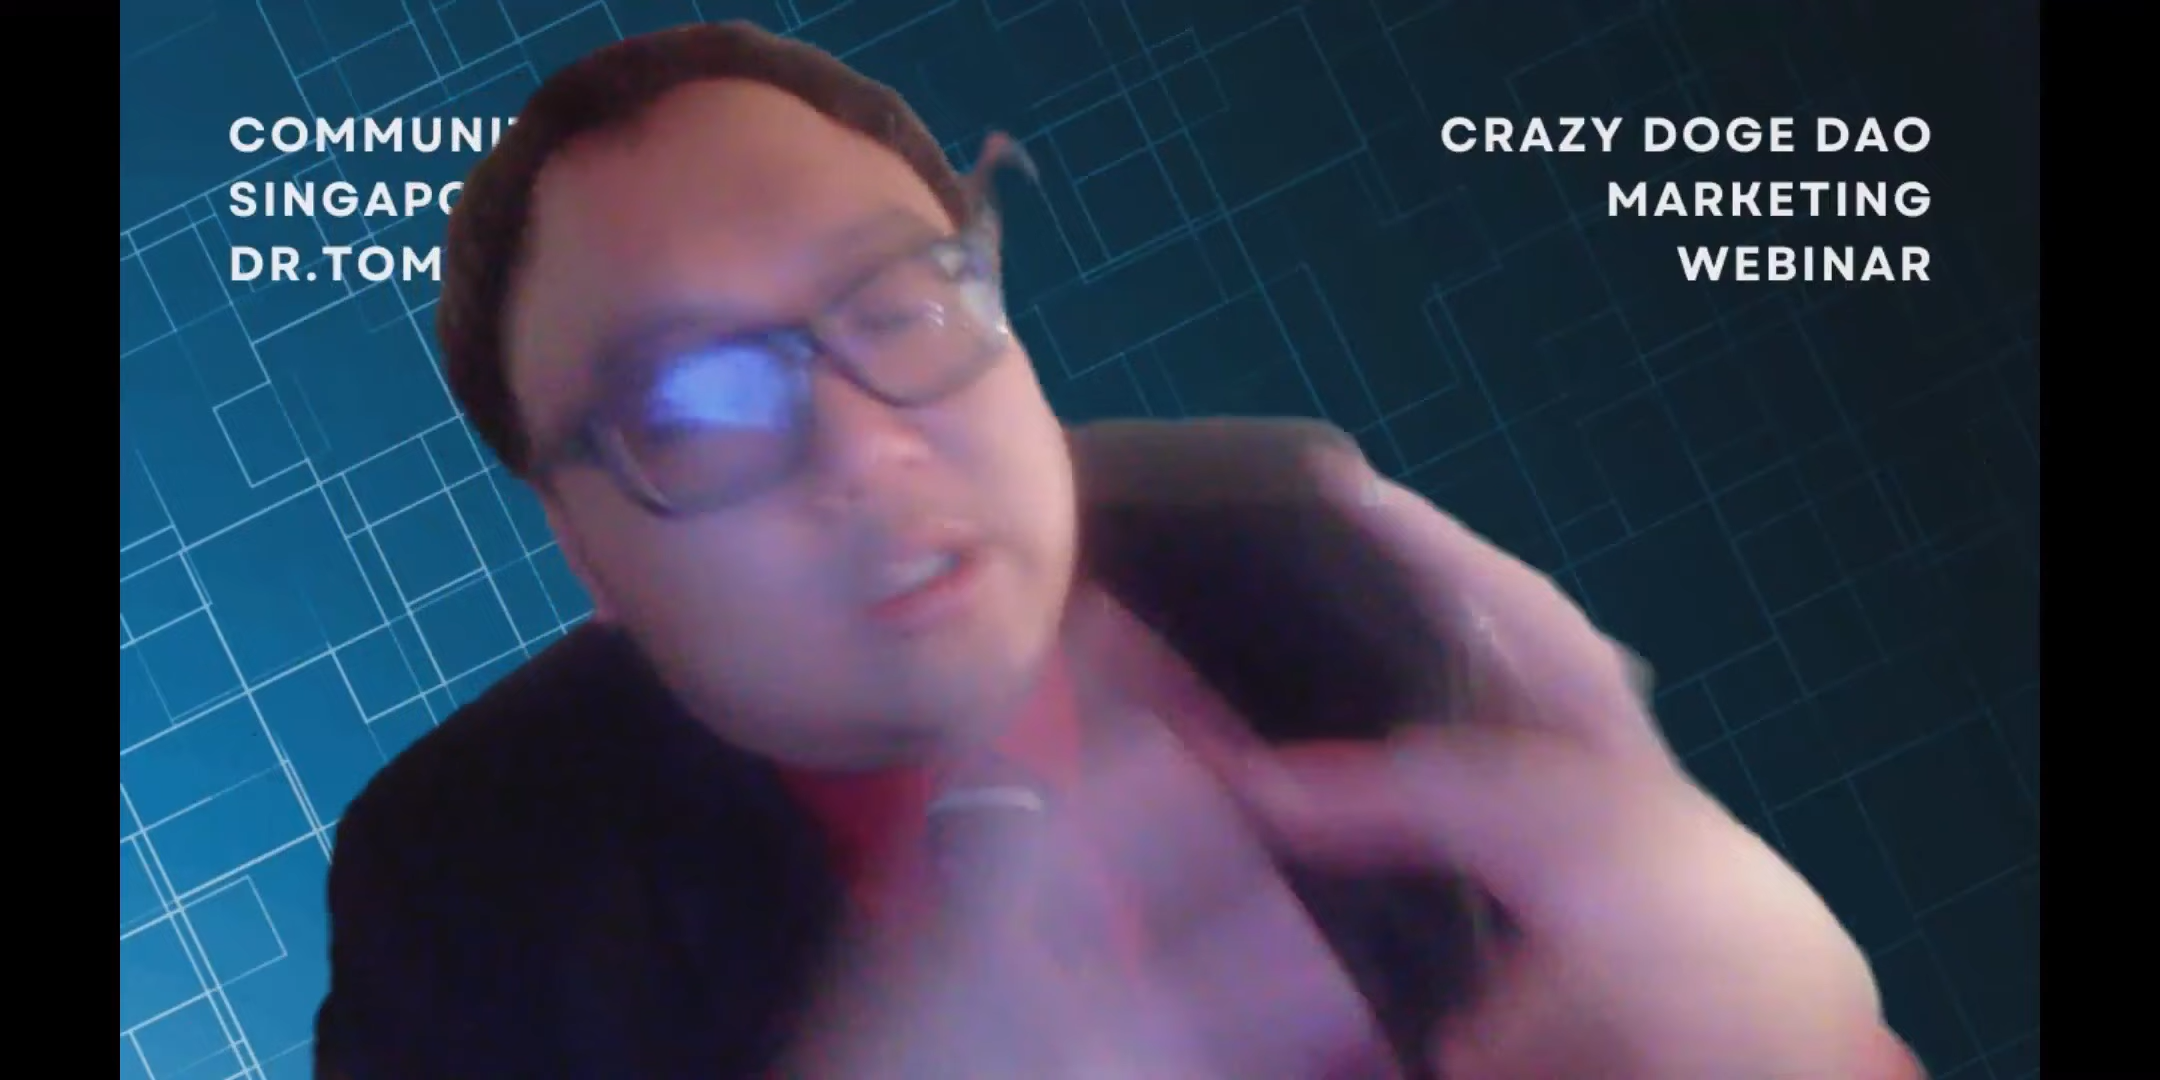 COMMUNI
SINGAPO
DR.TOM
CRAZY DOGE DAO
MARKETING
WEBINAR